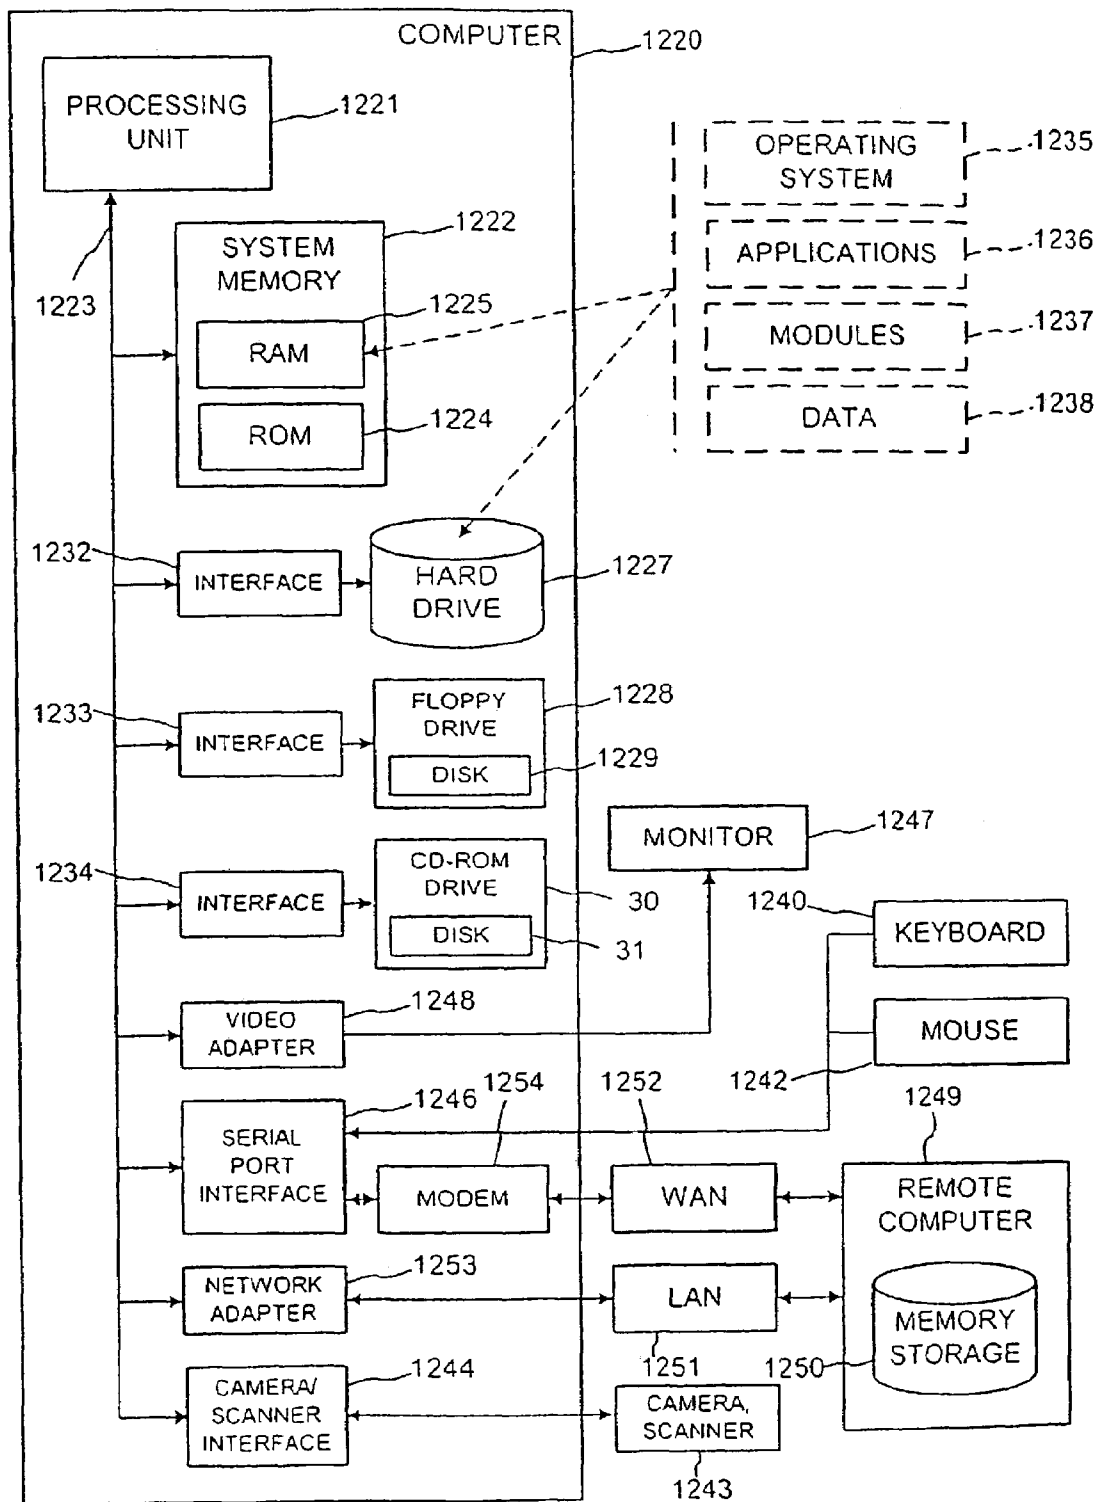 COMPUTER
1220
PROCESSING
UNIT
1221
1223
SYSTEM
MEMORY
1222
1225
RAM
ROM
1224
OPERATING
SYSTEM
1235
APPLICATIONS
1236
MODULES
1237
DATA
1238
1232
INTERFACE
HARD
DRIVE
1227
1233
INTERFACE
FLOPPY
DRIVE
1228
DISK
1229
1234
INTERFACE
CD-ROM
DRIVE
30
DISK
31
MONITOR
1247
1240
KEYBOARD
MOUSE
1242
VIDEO
ADAPTER
1248
1246
SERIAL
PORT
INTERFACE
1254
MODEM
1252
WAN
1249
REMOTE
COMPUTER
MEMORY
STORAGE
1250
1253
NETWORK
ADAPTER
LAN
1251
1244
CAMERA/
SCANNER
INTERFACE
CAMERA,
SCANNER
1243